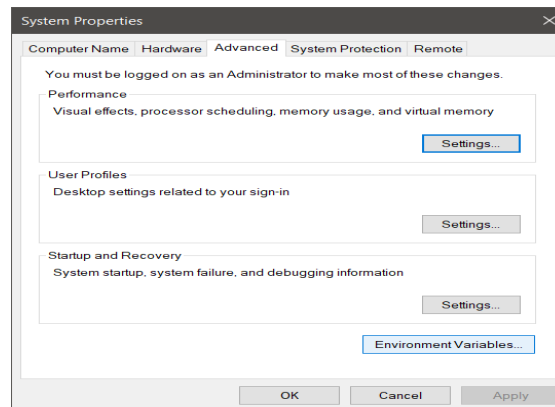 System Properties
Computer Name Hardware Advanced System Protection Remote
You must be logged on as an Administrator to make most of these changes.
Performance
Visual effects, processor scheduling, memory usage, and virtual memory
Settings...
User Profiles
Desktop settings related to your sign-in
Settings...
Startup and Recovery
System startup, system failure, and debugging information
Settings...
Environment Variables...
OK Cancel Apply